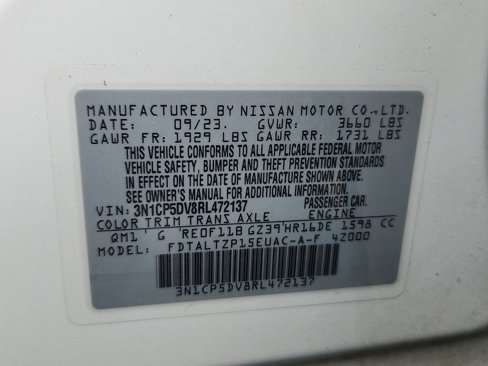 MANUFACTURED BY NISSAN MOTOR CO.,LTD.
DATE: 09/23. GVWR: 3660 LBS
GAWR FR: 1929 LBS GAWR RR: 1731 LBS
THIS VEHICLE CONFORMS TO ALL APPLICABLE FEDERAL MOTOR
VEHICLE SAFETY, BUMPER AND THEFT PREVENTION STANDARDS
IN EFFECT ON THE DATE OF MANUFACTURE SHOWN ABOVE.
SEE OWNER'S MANUAL FOR ADDITIONAL INFORMATION.
VIN: 3N1CP5DV8RL472137 PASSENGER CAR
COLOR TRIM TRANS AXLE ENGINE
QM1 G RE0F11B GZ39 HR16DE 1598 CC
MODEL FDTALTZP15EUAC-A-F 4Z000
3N1CP5DV8RL472137